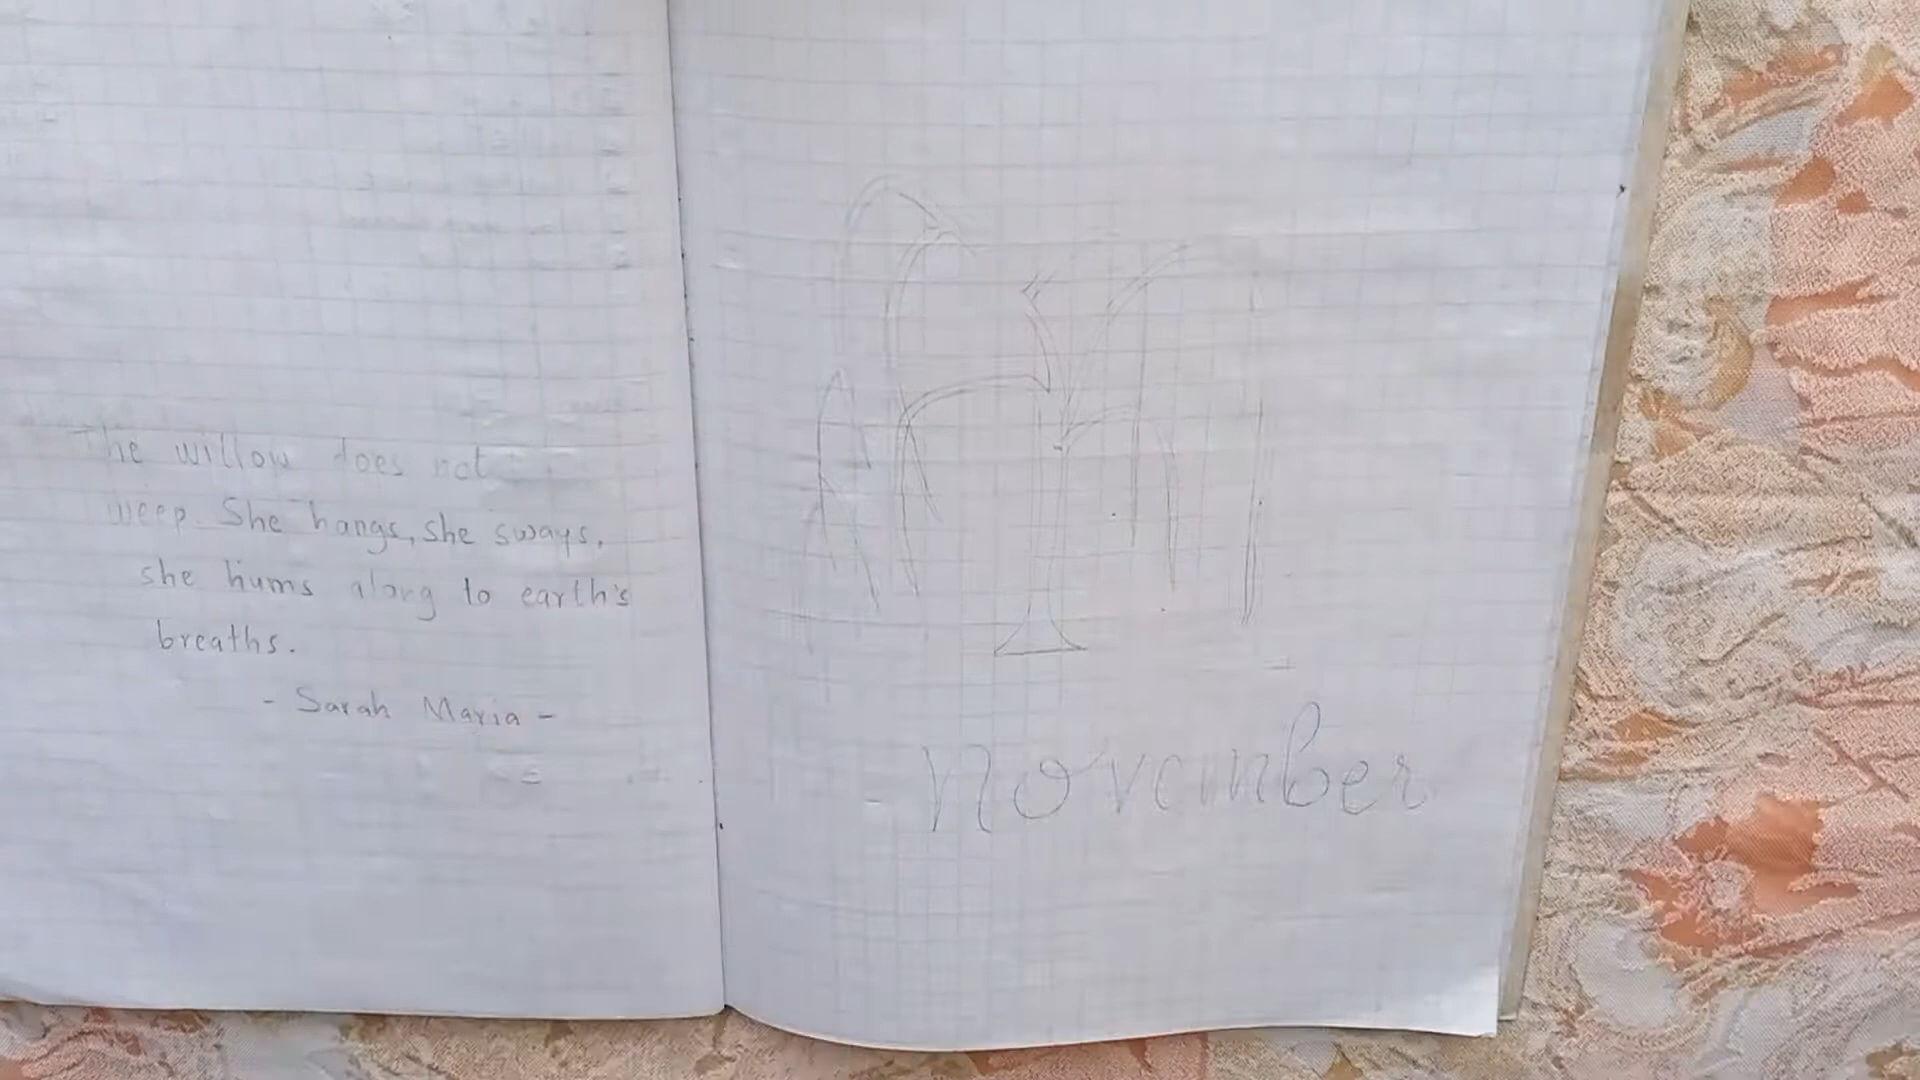 The willow does not
weep. She hangs, she sways,
she hums along to earth's
breaths.
- Sarah Maria -
- November